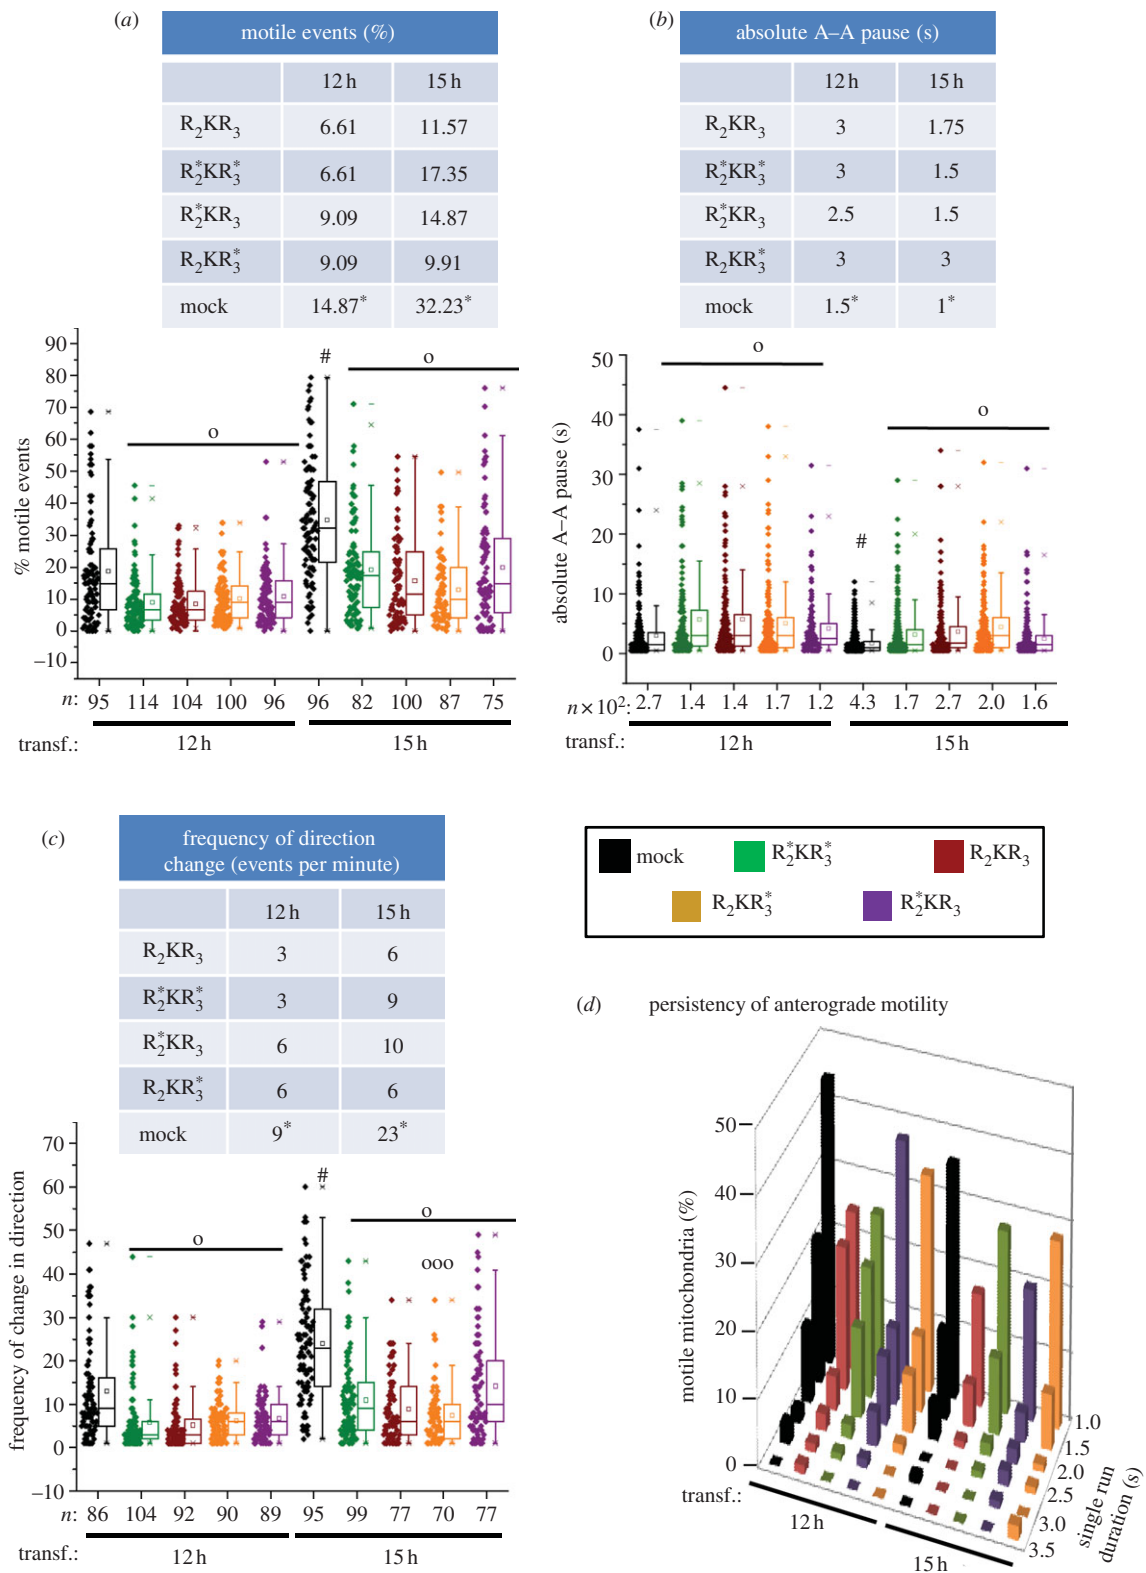 (a)
motile events (%)
12 h 15 h
R₂KR₃ 6.61 11.57
R₂*KR₃* 6.61 17.35
R₂*KR₃ 9.09 14.87
R₂KR₃* 9.09 9.91
mock 14.87* 32.23*
% motile events
90
80
70
60
50
40
30
20
10
0
–10
o
#
o
n: 95 114 104 100 96 96 82 100 87 75
transf.: 12 h 15 h
(b)
absolute A–A pause (s)
12 h 15 h
R₂KR₃ 3 1.75
R₂*KR₃* 3 1.5
R₂*KR₃ 2.5 1.5
R₂KR₃* 3 3
mock 1.5* 1*
absolute A–A pause (s)
50
40
30
20
10
0
o
#
o
n × 10²: 2.7 1.4 1.4 1.7 1.2 4.3 1.7 2.7 2.0 1.6
transf.: 12 h 15 h
(c)
frequency of direction
change (events per minute)
12 h 15 h
R₂KR₃ 3 6
R₂*KR₃* 3 9
R₂*KR₃ 6 10
R₂KR₃* 6 6
mock 9* 23*
frequency of change in direction
70
60
50
40
30
20
10
0
–10
o
#
o
ooo
n: 86 104 92 90 89 95 99 77 70 77
transf.: 12 h 15 h
mock R₂*KR₃* R₂KR₃
R₂KR₃* R₂*KR₃
(d) persistency of anterograde motility
motile mitochondria (%)
50
40
30
20
10
0
transf.:
12 h
15 h
1.0
1.5
2.0
2.5
3.0
3.5
single run
duration (s)